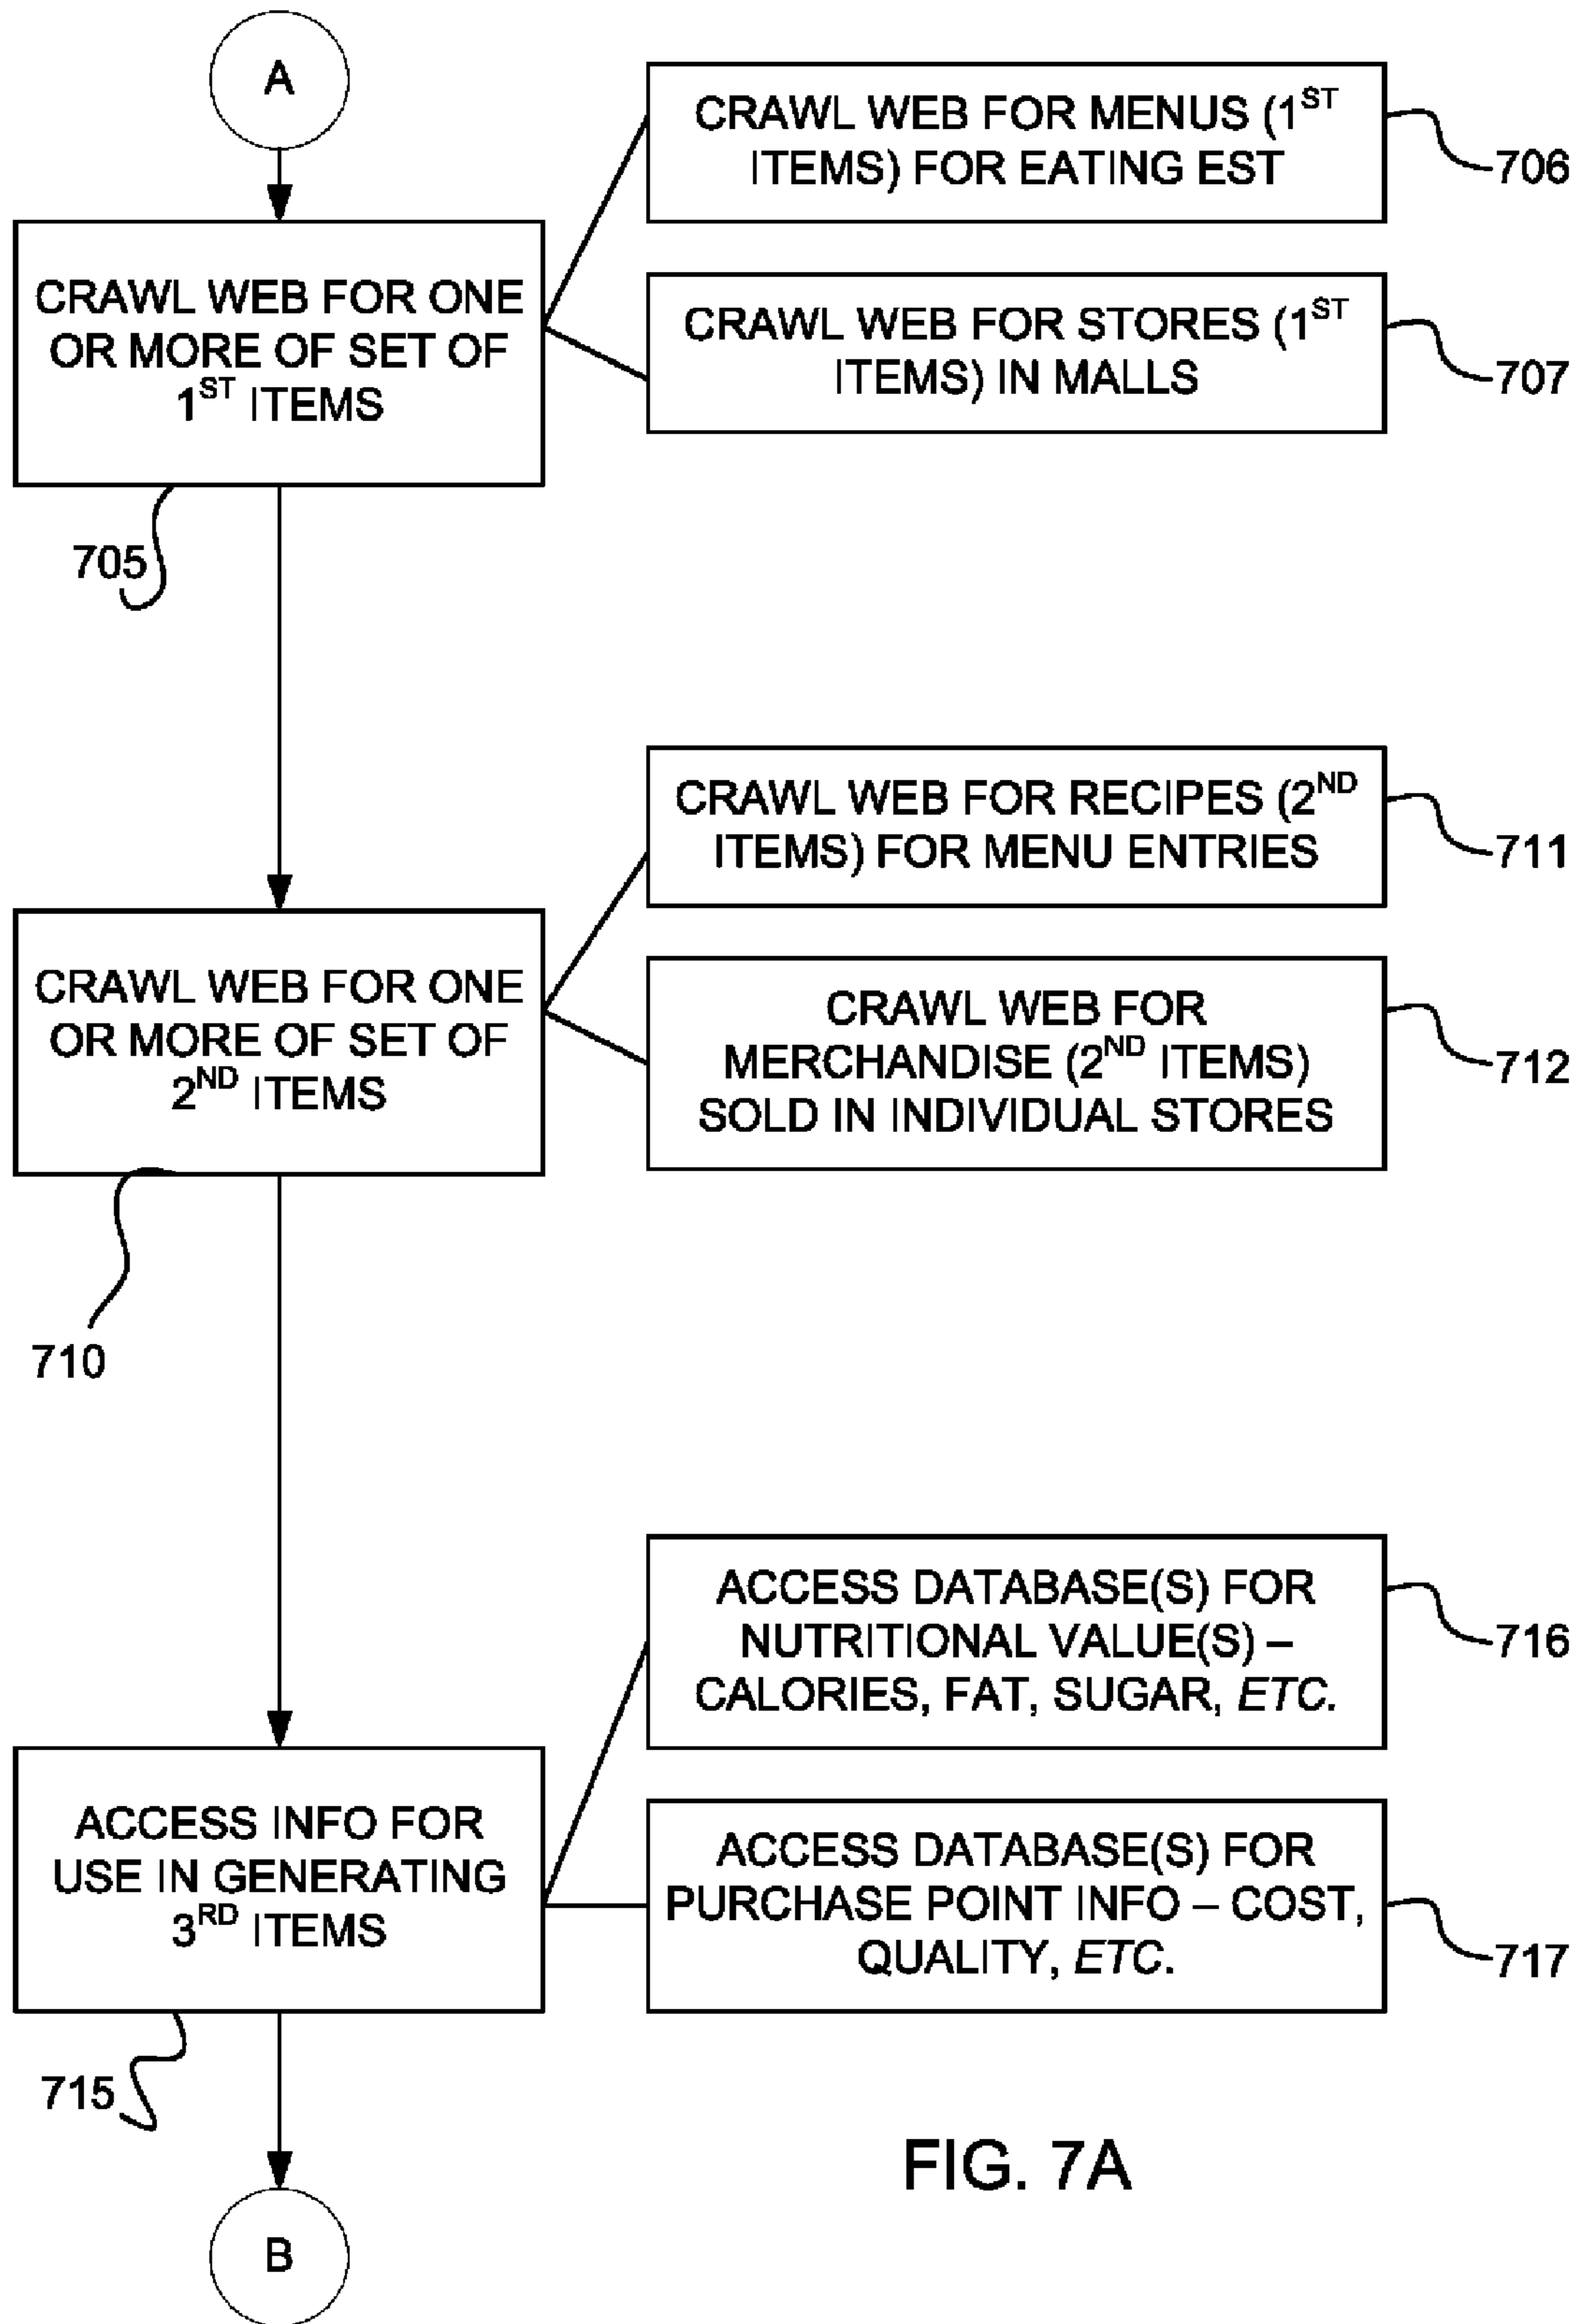 A
CRAWL WEB FOR MENUS (1ST
ITEMS) FOR EATING EST
706
CRAWL WEB FOR ONE
OR MORE OF SET OF
1ST ITEMS
705
CRAWL WEB FOR STORES (1ST
ITEMS) IN MALLS
707
CRAWL WEB FOR RECIPES (2ND
ITEMS) FOR MENU ENTRIES
711
CRAWL WEB FOR ONE
OR MORE OF SET OF
2ND ITEMS
710
CRAWL WEB FOR
MERCHANDISE (2ND ITEMS)
SOLD IN INDIVIDUAL STORES
712
ACCESS DATABASE(S) FOR
NUTRITIONAL VALUE(S) –
CALORIES, FAT, SUGAR, ETC.
716
ACCESS INFO FOR
USE IN GENERATING
3RD ITEMS
715
ACCESS DATABASE(S) FOR
PURCHASE POINT INFO – COST,
QUALITY, ETC.
717
FIG. 7A
B